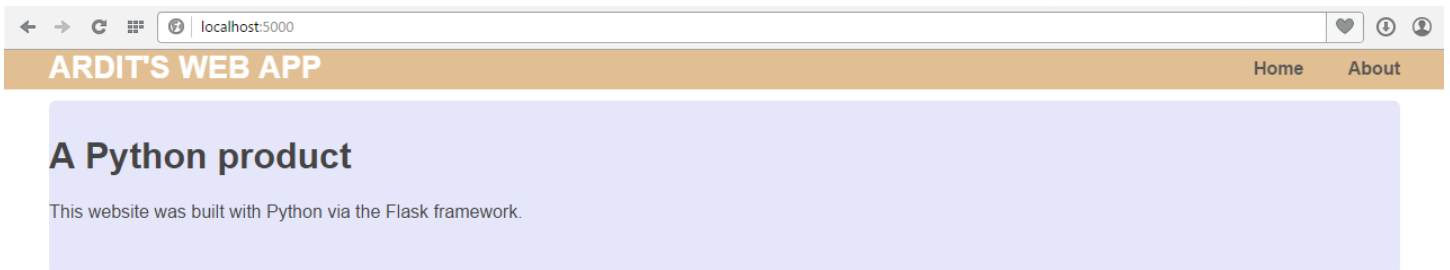 localhost:5000
ARDIT'S WEB APP
Home About
A Python product
This website was built with Python via the Flask framework.